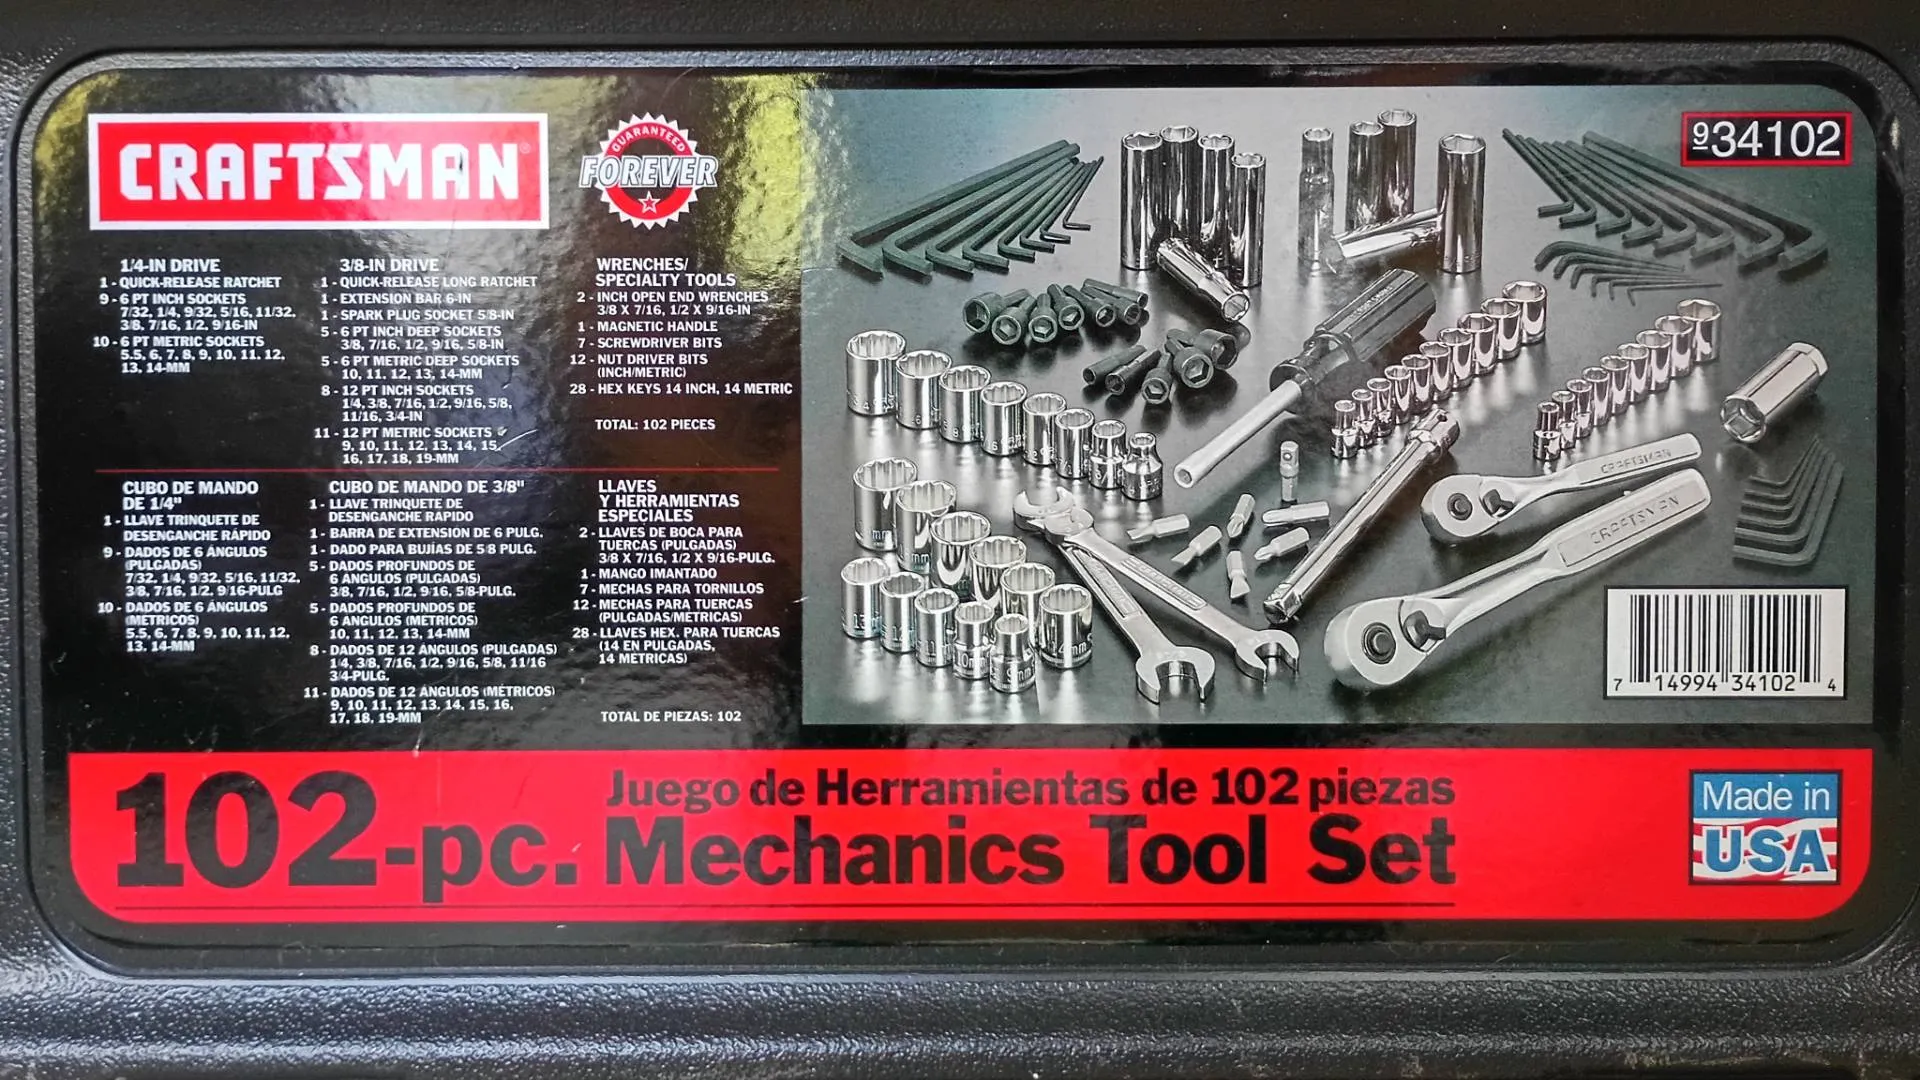 CRAFTSMAN®
GUARANTEED
FOREVER
934102
1/4-IN DRIVE
1 - QUICK-RELEASE RATCHET
9 - 6 PT INCH SOCKETS
7/32, 1/4, 9/32, 5/16, 11/32,
3/8, 7/16, 1/2, 9/16-IN
10 - 6 PT METRIC SOCKETS
5.5, 6, 7, 8, 9, 10, 11, 12,
13, 14-MM
3/8-IN DRIVE
1 - QUICK-RELEASE LONG RATCHET
1 - EXTENSION BAR 6-IN
1 - SPARK PLUG SOCKET 5/8-IN
5 - 6 PT INCH DEEP SOCKETS
3/8, 7/16, 1/2, 9/16, 5/8-IN
5 - 6 PT METRIC DEEP SOCKETS
10, 11, 12, 13, 14-MM
8 - 12 PT INCH SOCKETS
1/4, 3/8, 7/16, 1/2, 9/16, 5/8,
11/16, 3/4-IN
11 - 12 PT METRIC SOCKETS
9, 10, 11, 12, 13, 14, 15,
16, 17, 18, 19-MM
WRENCHES/
SPECIALTY TOOLS
2 - INCH OPEN END WRENCHES
3/8 X 7/16, 1/2 X 9/16-IN
1 - MAGNETIC HANDLE
7 - SCREWDRIVER BITS
12 - NUT DRIVER BITS
(INCH/METRIC)
28 - HEX KEYS 14 INCH, 14 METRIC
TOTAL: 102 PIECES
CUBO DE MANDO
DE 1/4"
1 - LLAVE TRINQUETE DE
DESENGANCHE RÁPIDO
9 - DADOS DE 6 ÁNGULOS
(PULGADAS)
7/32, 1/4, 9/32, 5/16, 11/32,
3/8, 7/16, 1/2, 9/16-PULG
10 - DADOS DE 6 ÁNGULOS
(MÉTRICOS)
5.5, 6, 7, 8, 9, 10, 11, 12,
13, 14-MM
CUBO DE MANDO DE 3/8"
1 - LLAVE TRINQUETE DE
DESENGANCHE RÁPIDO
1 - BARRA DE EXTENSION DE 6 PULG.
1 - DADO PARA BUJÍAS DE 5/8 PULG.
5 - DADOS PROFUNDOS DE
6 ÁNGULOS (PULGADAS)
3/8, 7/16, 1/2, 9/16, 5/8-PULG.
5 - DADOS PROFUNDOS DE
6 ÁNGULOS (MÉTRICOS)
10, 11, 12, 13, 14-MM
8 - DADOS DE 12 ÁNGULOS (PULGADAS)
1/4, 3/8, 7/16, 1/2, 9/16, 5/8, 11/16
3/4-PULG.
11 - DADOS DE 12 ÁNGULOS (MÉTRICOS)
9, 10, 11, 12, 13, 14, 15, 16,
17, 18, 19-MM
LLAVES
Y HERRAMIENTAS
ESPECIALES
2 - LLAVES DE BOCA PARA
TUERCAS (PULGADAS)
3/8 X 7/16, 1/2 X 9/16-PULG.
1 - MANGO IMANTADO
7 - MECHAS PARA TORNILLOS
12 - MECHAS PARA TUERCAS
(PULGADAS/METRICAS)
28 - LLAVES HEX. PARA TUERCAS
(14 EN PULGADAS,
14 METRICAS)
TOTAL DE PIEZAS: 102
CRAFTSMAN
CRAFTSMAN
7 14994 34102 4
102-pc.
Juego de Herramientas de 102 piezas
Mechanics Tool Set
Made in
USA